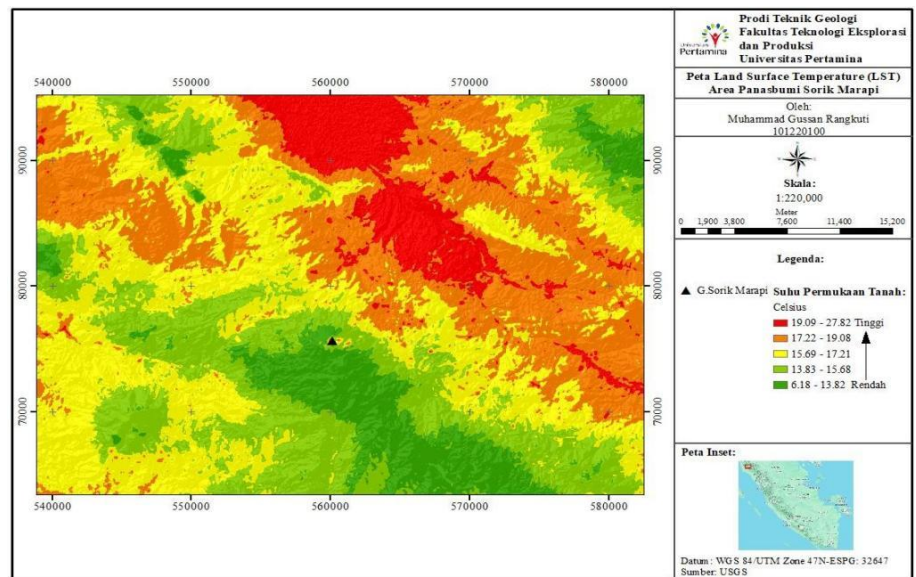 540000 550000 560000 570000 580000
90000 90000
80000 80000
70000 70000
540000 550000 560000 570000 580000
Pertamina
Prodi Teknik Geologi
Fakultas Teknologi Eksplorasi
dan Produksi
Universitas Pertamina
Peta Land Surface Temperature (LST)
Area Panasbumi Sorik Marapi
Oleh:
Muhammad Gussan Rangkuti
101220100
Skala:
1:220,000
Meter
0 1,900 3,800 7,600 11,400 15,200
Legenda:
G.Sorik Marapi Suhu Permukaan Tanah:
Celsius
19.09 - 27.82 Tinggi
17.22 - 19.08
15.69 - 17.21
13.83 - 15.68
6.18 - 13.82 Rendah
Peta Inset:
Datum: WGS 84/UTM Zone 47N-ESPG: 32647
Sumber: USGS